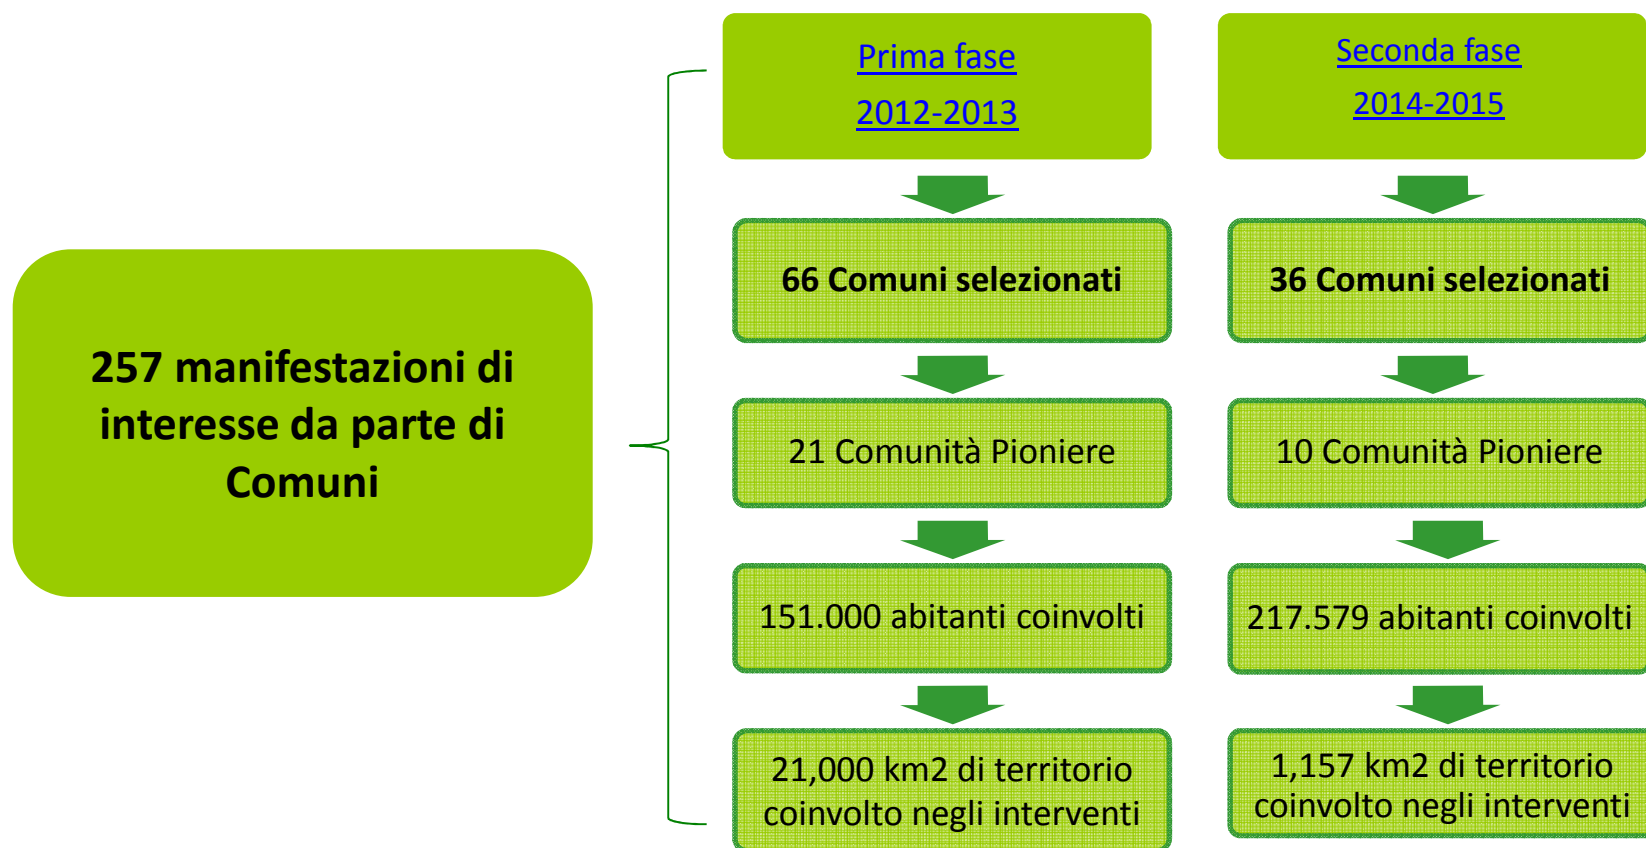 257 manifestazioni di
interesse da parte di
Comuni
Prima fase
2012-2013
66 Comuni selezionati
21 Comunità Pioniere
151.000 abitanti coinvolti
21,000 km2 di territorio
coinvolto negli interventi
Seconda fase
2014-2015
36 Comuni selezionati
10 Comunità Pioniere
217.579 abitanti coinvolti
1,157 km2 di territorio
coinvolto negli interventi